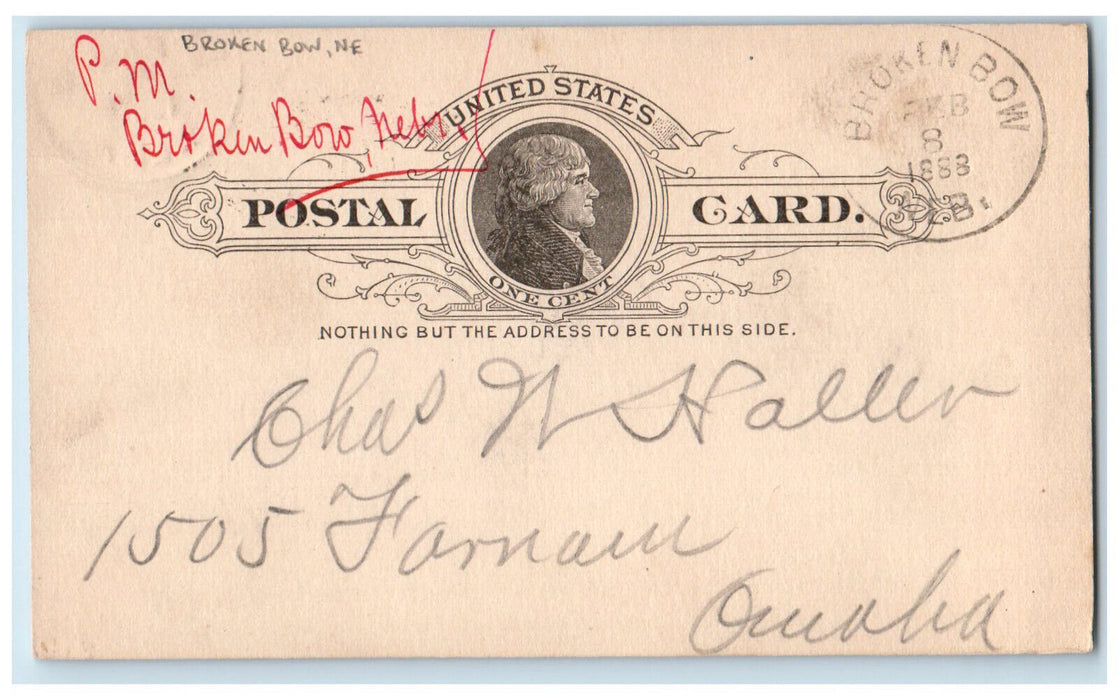 BROKEN BOW, NE
P.M.
Broken Bow, Nebr
UNITED STATES
POSTAL CARD.
ONE CENT
NOTHING BUT THE ADDRESS TO BE ON THIS SIDE.
BROKEN BOW
FEB
8
1888
Chas W Haller
1505 Farnam
Omaha